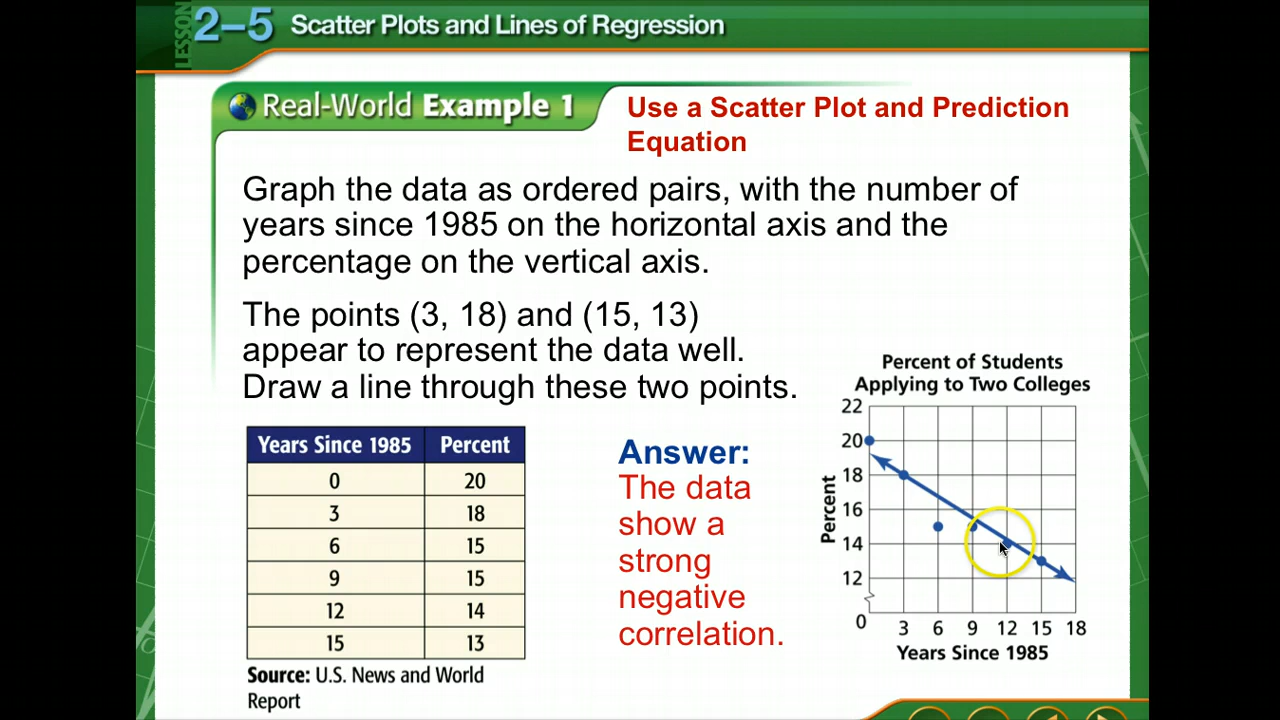 LESSON
2–5 Scatter Plots and Lines of Regression
Real-World Example 1
Use a Scatter Plot and Prediction
Equation
Graph the data as ordered pairs, with the number of
years since 1985 on the horizontal axis and the
percentage on the vertical axis.
The points (3, 18) and (15, 13)
appear to represent the data well.
Draw a line through these two points.
Years Since 1985 Percent
0 20
3 18
6 15
9 15
12 14
15 13
Source: U.S. News and World
Report
Answer:
The data
show a
strong
negative
correlation.
Percent of Students
Applying to Two Colleges
Percent
22
20
18
16
14
12
0 3 6 9 12 15 18
Years Since 1985